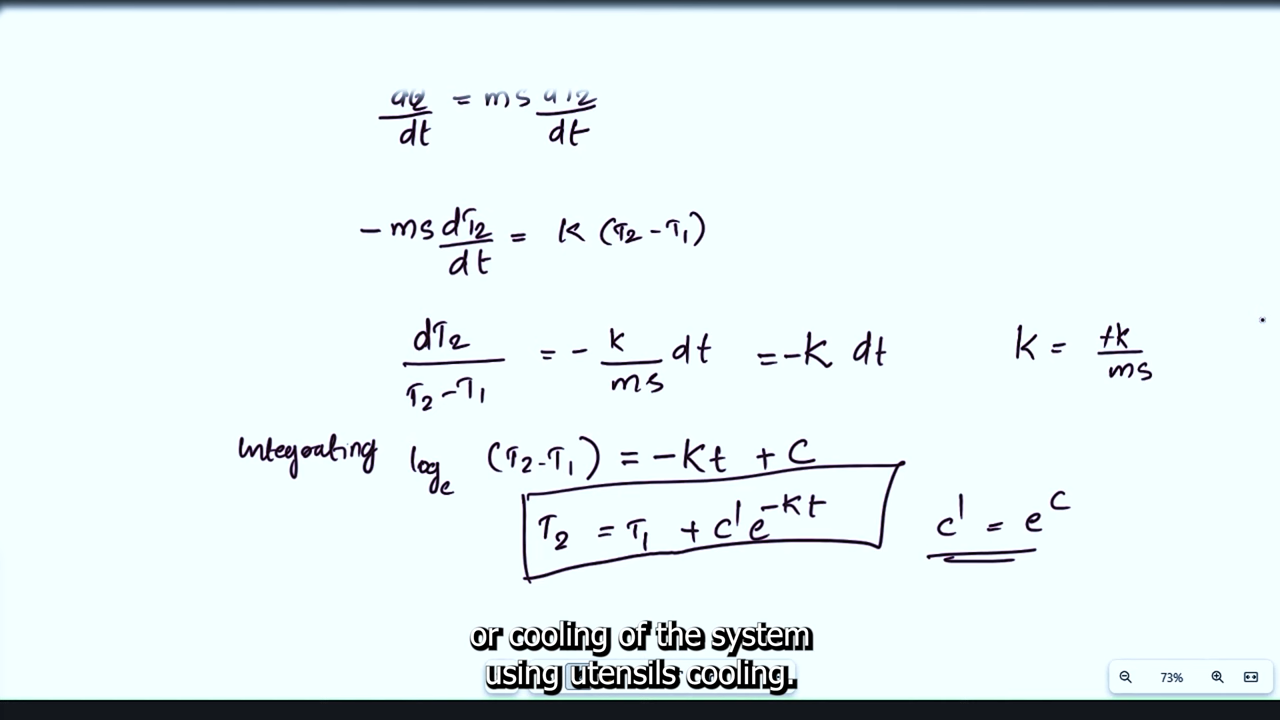 dQ/dt = ms dT2/dt
-ms dT2/dt = k (T2 - T1)
dT2/(T2 - T1) = - k/ms dt = -K dt K = +k/ms
Integrating loge (T2 - T1) = -Kt + C
T2 = T1 + C' e^-Kt C' = e^C
or cooling of the system
using utensils cooling.
73%